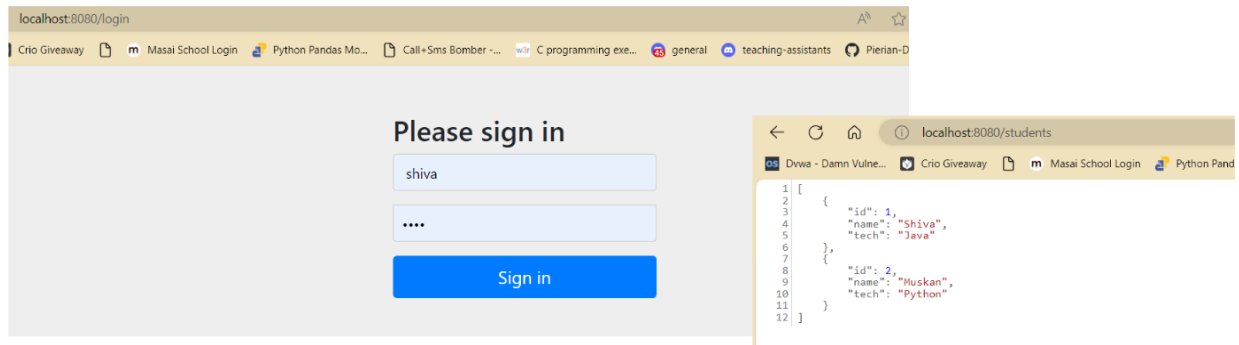 localhost:8080/login
Crio Giveaway m Masai School Login Python Pandas Mo... Call+Sms Bomber -... w3r C programming exe... 45 general teaching-assistants Pierian-D
Please sign in
shiva
••••
Sign in
localhost:8080/students
OS Dvwa - Damn Vulne... Crio Giveaway m Masai School Login Python Pand
1 [
2 {
3 "id": 1,
4 "name": "Shiva",
5 "tech": "Java"
6 },
7 {
8 "id": 2,
9 "name": "Muskan",
10 "tech": "Python"
11 }
12 ]